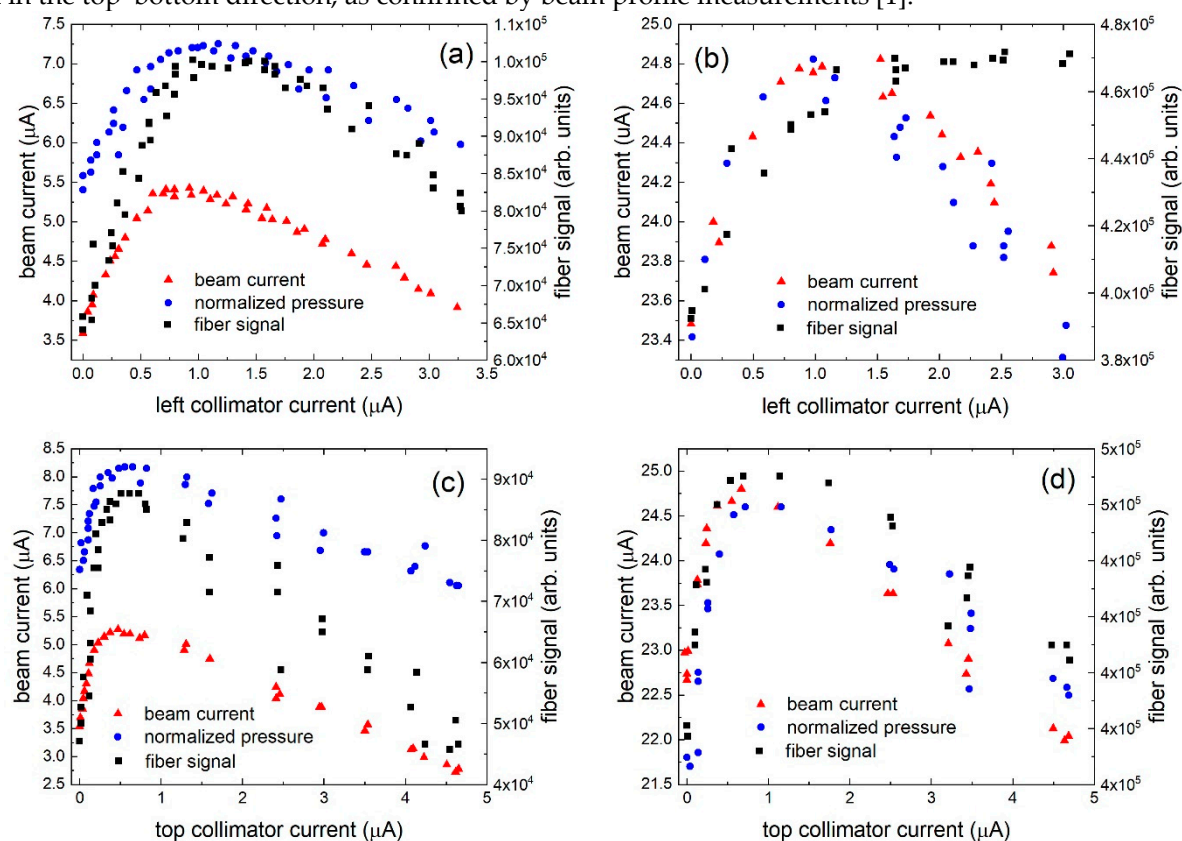 in the top–bottom direction, as confirmed by beam profile measurements [1].
(a)
7.5
7.0
6.5
6.0
5.5
5.0
4.5
4.0
3.5
beam current (μA)
1.1x10⁵
1.0x10⁵
9.5x10⁴
9.0x10⁴
8.5x10⁴
8.0x10⁴
7.5x10⁴
7.0x10⁴
6.5x10⁴
6.0x10⁴
fiber signal (arb. units)
beam current
normalized pressure
fiber signal
0.0 0.5 1.0 1.5 2.0 2.5 3.0 3.5
left collimator current (μA)
(b)
25.0
24.8
24.6
24.4
24.2
24.0
23.8
23.6
23.4
beam current (μA)
4.8x10⁵
4.6x10⁵
4.4x10⁵
4.2x10⁵
4.0x10⁵
3.8x10⁵
fiber signal (arb. units)
beam current
normalized pressure
fiber signal
0.0 0.5 1.0 1.5 2.0 2.5 3.0
left collimator current (μA)
(c)
8.5
8.0
7.5
7.0
6.5
6.0
5.5
5.0
4.5
4.0
3.5
3.0
2.5
beam current (μA)
9x10⁴
8x10⁴
7x10⁴
6x10⁴
5x10⁴
4x10⁴
fiber signal (arb. units)
beam current
normalized pressure
fiber signal
0 1 2 3 4 5
top collimator current (μA)
(d)
25.0
24.5
24.0
23.5
23.0
22.5
22.0
21.5
beam current (uA)
5x10⁵
5x10⁵
5x10⁵
4x10⁵
4x10⁵
4x10⁵
4x10⁵
fiber signal (arb. units)
beam current
normalized pressure
fiber signal
0 1 2 3 4 5
top collimator current (μA)